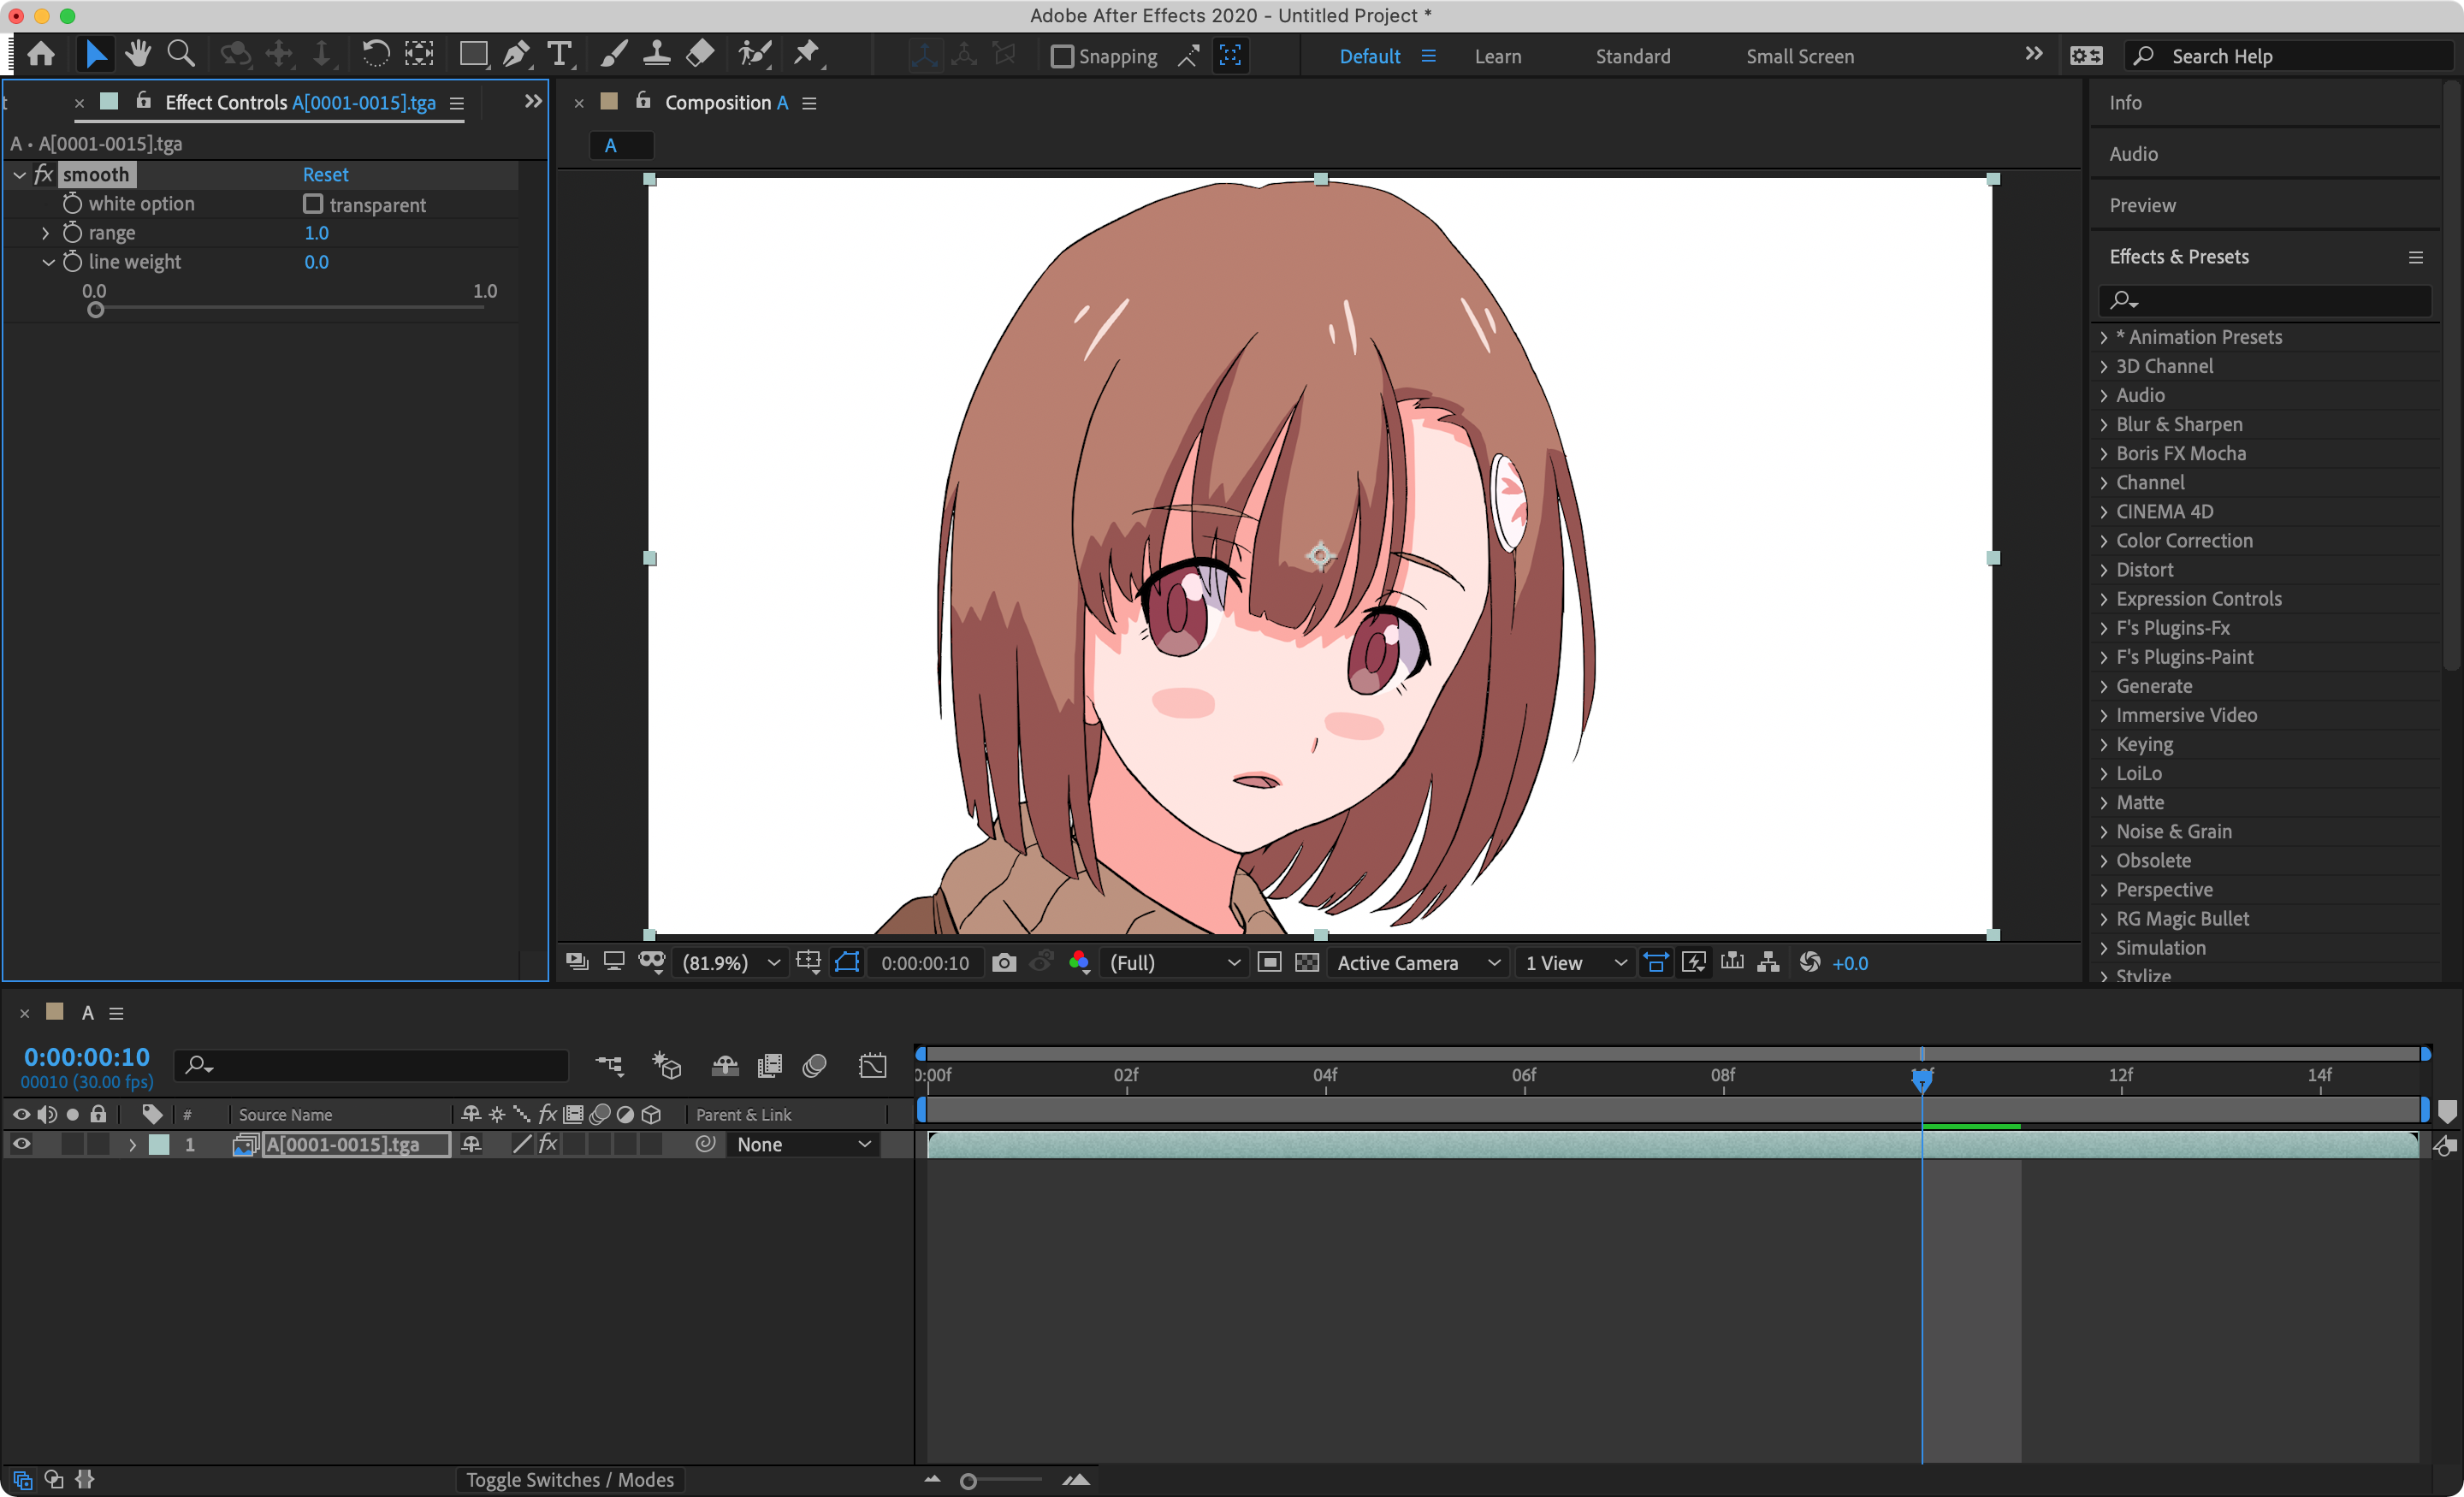 Adobe After Effects 2020 - Untitled Project *
Snapping
Default
Learn
Standard
Small Screen
Search Help
Effect Controls A[0001-0015].tga
A • A[0001-0015].tga
fx smooth Reset
white option transparent
range 1.0
line weight 0.0
0.0 1.0
Composition A
A
(81.9%)
0:00:00:10
(Full)
Active Camera
1 View
+0.0
Info
Audio
Preview
Effects & Presets
* Animation Presets
3D Channel
Audio
Blur & Sharpen
Boris FX Mocha
Channel
CINEMA 4D
Color Correction
Distort
Expression Controls
F's Plugins-Fx
F's Plugins-Paint
Generate
Immersive Video
Keying
LoiLo
Matte
Noise & Grain
Obsolete
Perspective
RG Magic Bullet
Simulation
Stylize
A
0:00:00:10
00010 (30.00 fps)
# Source Name fx Parent & Link
1 A[0001-0015].tga fx None
0:00f 02f 04f 06f 08f 12f 14f
Toggle Switches / Modes